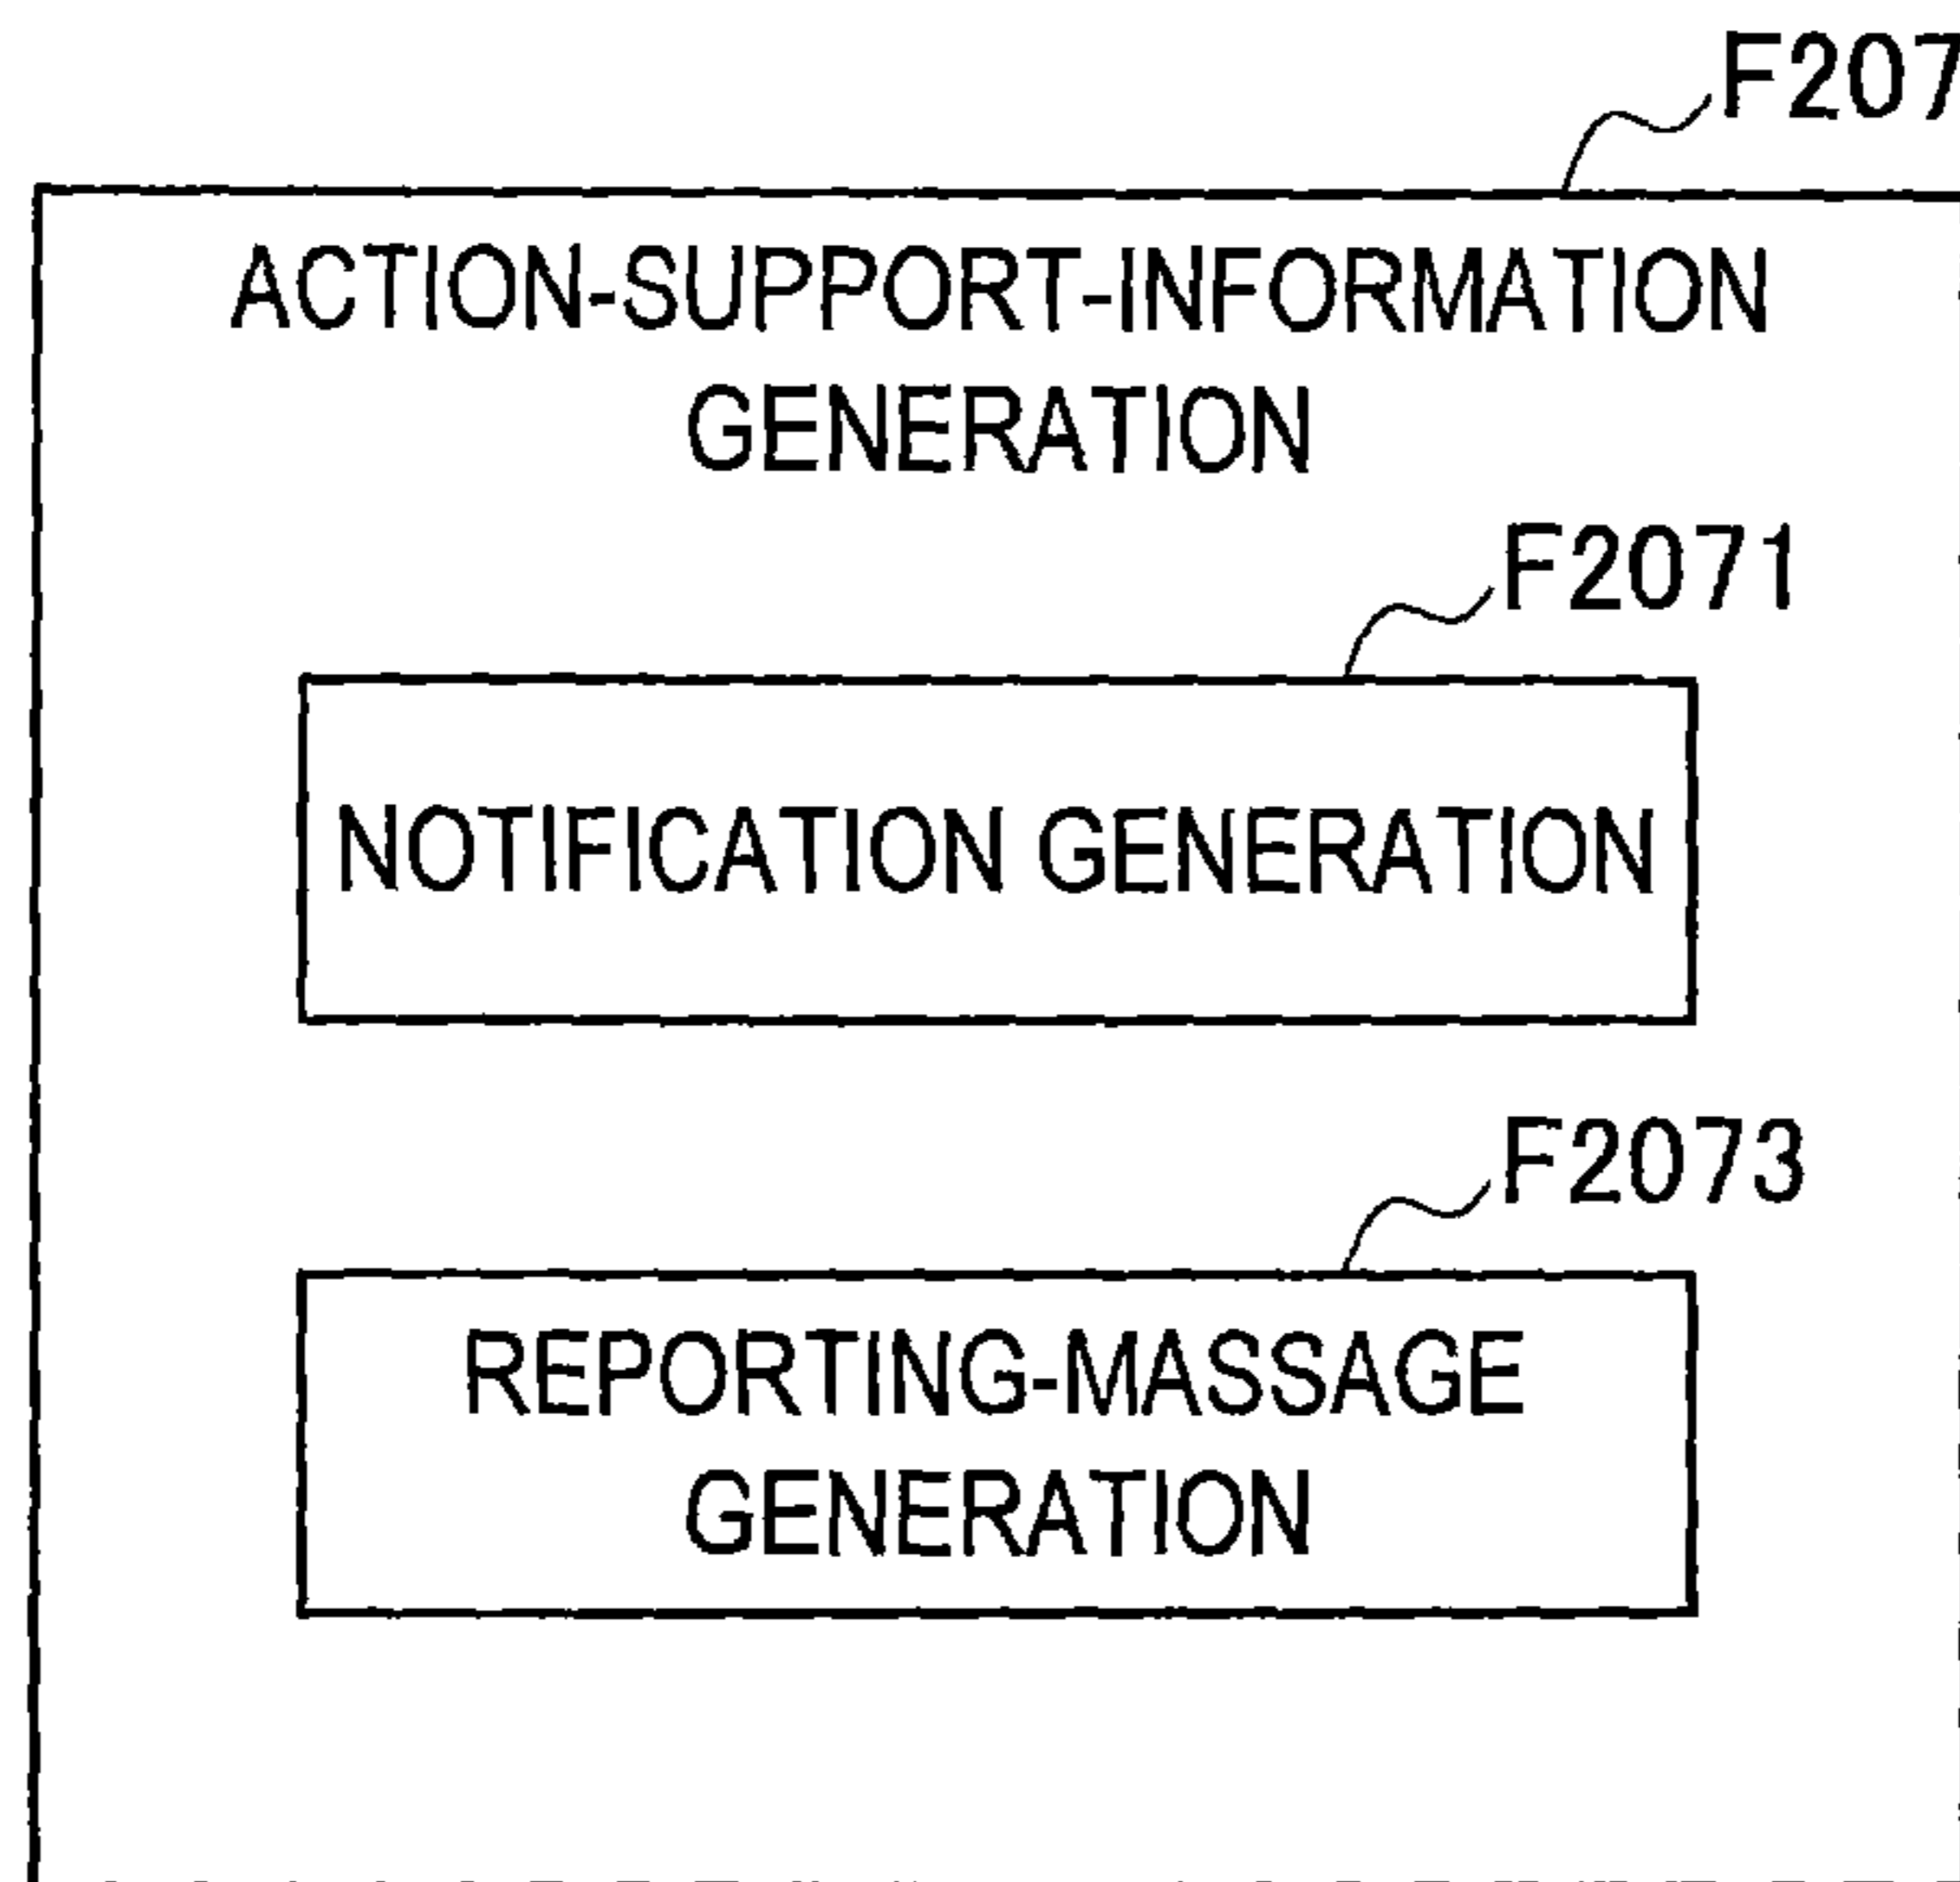 F207
ACTION-SUPPORT-INFORMATION
GENERATION
F2071
NOTIFICATION GENERATION
F2073
REPORTING-MASSAGE
GENERATION